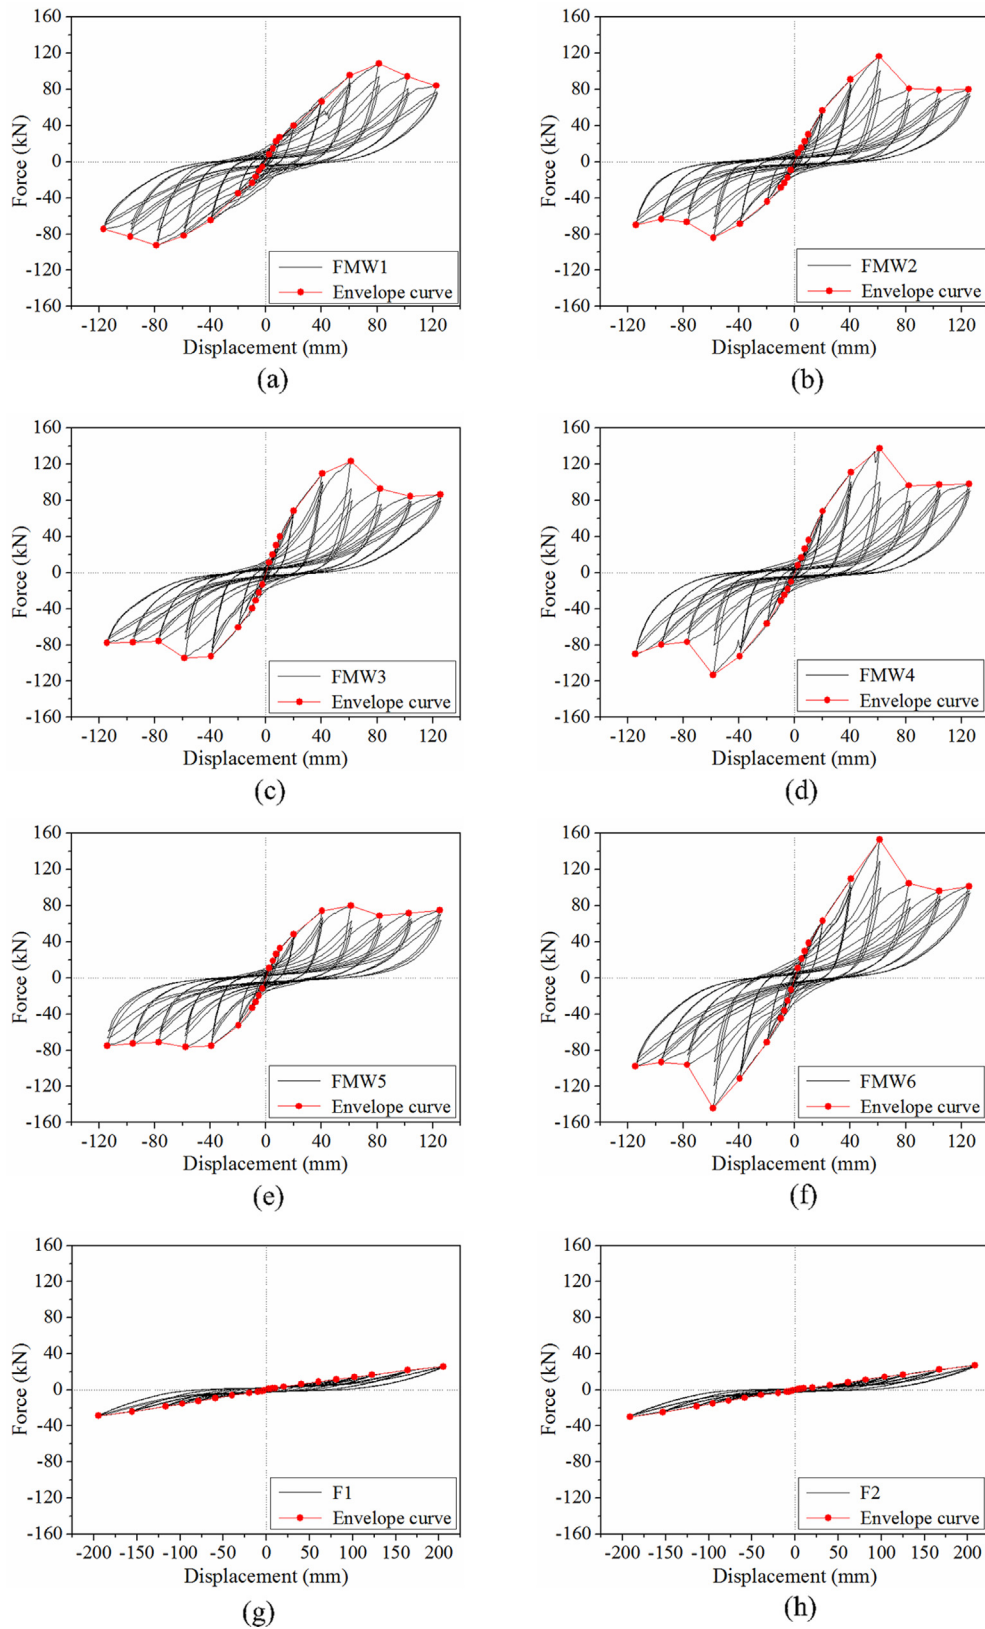 160
120
80
40
0
-40
-80
-120
-160
Force (kN)
FMW1
Envelope curve
-120 -80 -40 0 40 80 120
Displacement (mm)
(a)
160
120
80
40
0
-40
-80
-120
-160
Force (kN)
FMW2
Envelope curve
-120 -80 -40 0 40 80 120
Displacement (mm)
(b)
160
120
80
40
0
-40
-80
-120
-160
Force (kN)
FMW3
Envelope curve
-120 -80 -40 0 40 80 120
Displacement (mm)
(c)
160
120
80
40
0
-40
-80
-120
-160
Force (kN)
FMW4
Envelope curve
-120 -80 -40 0 40 80 120
Displacement (mm)
(d)
160
120
80
40
0
-40
-80
-120
-160
Force (kN)
FMW5
Envelope curve
-120 -80 -40 0 40 80 120
Displacement (mm)
(e)
160
120
80
40
0
-40
-80
-120
-160
Force (kN)
FMW6
Envelope curve
-120 -80 -40 0 40 80 120
Displacement (mm)
(f)
160
120
80
40
0
-40
-80
-120
-160
Force (kN)
F1
Envelope curve
-200 -150 -100 -50 0 50 100 150 200
Displacement (mm)
(g)
160
120
80
40
0
-40
-80
-120
-160
Force (kN)
F2
Envelope curve
-200 -150 -100 -50 0 50 100 150 200
Displacement (mm)
(h)